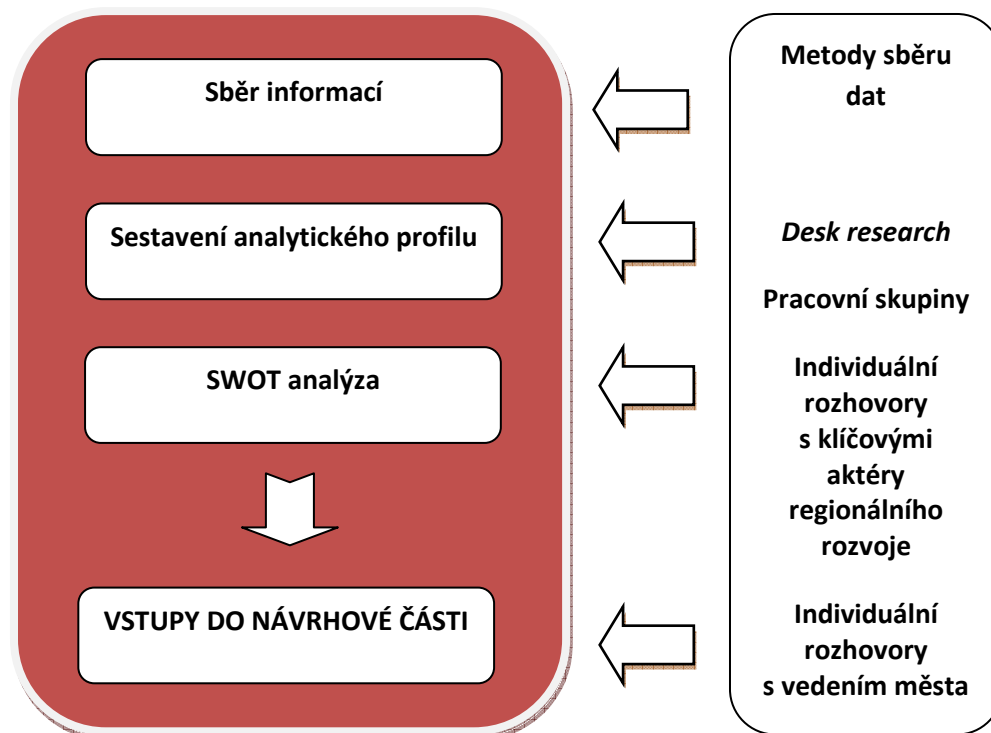 Sběr informací
Sestavení analytického profilu
SWOT analýza
VSTUPY DO NÁVRHOVÉ ČÁSTI
Metody sběru
dat
Desk research
Pracovní skupiny
Individuální
rozhovory
s klíčovými
aktéry
regionálního
rozvoje
Individuální
rozhovory
s vedením města